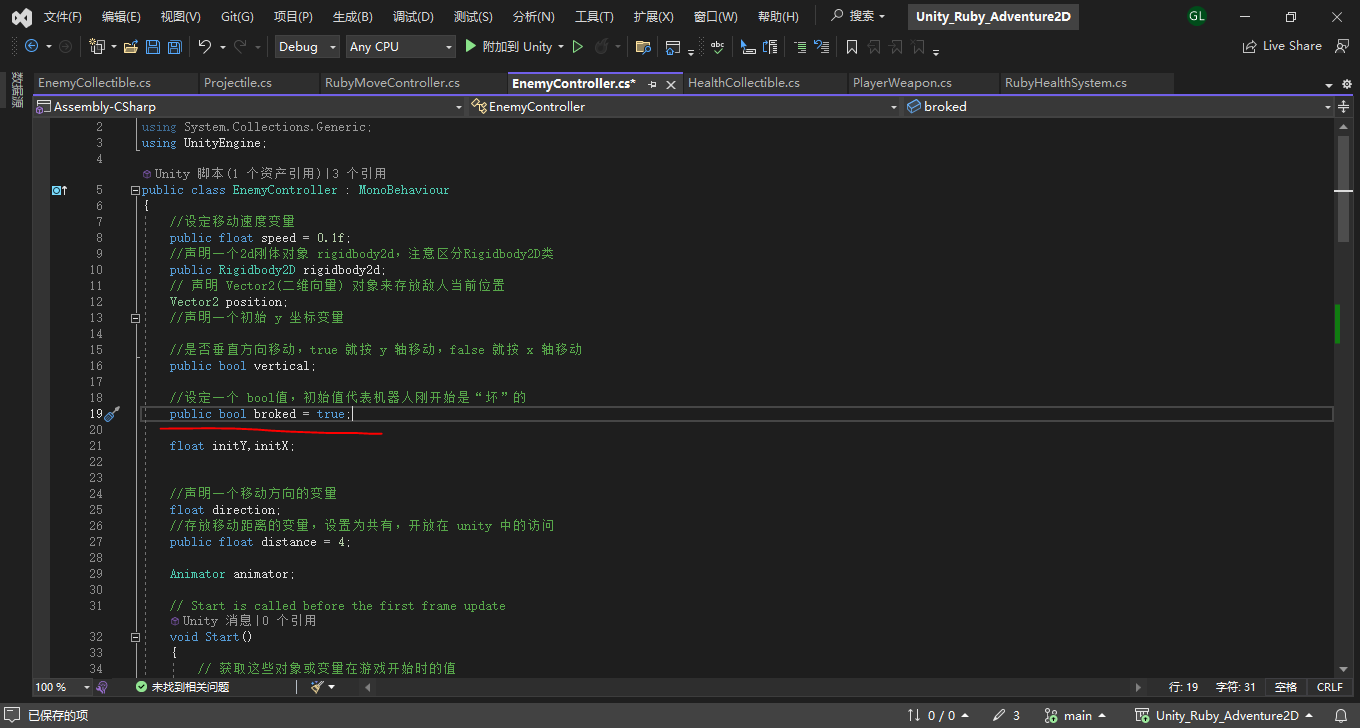 文件(F) 编辑(E) 视图(V) Git(G) 项目(P) 生成(B) 调试(D) 测试(S) 分析(N) 工具(T) 扩展(X) 窗口(W) 帮助(H) 搜索 Unity_Ruby_Adventure2D GL
Debug Any CPU 附加到 Unity Live Share
数据源
EnemyCollectible.cs Projectile.cs RubyMoveController.cs EnemyController.cs* HealthCollectible.cs PlayerWeapon.cs RubyHealthSystem.cs
Assembly-CSharp EnemyController broked
2 using System.Collections.Generic;
3 using UnityEngine;
4
Unity 脚本(1 个资产引用)|3 个引用
5 public class EnemyController : MonoBehaviour
6 {
7 //设定移动速度变量
8 public float speed = 0.1f;
9 //声明一个2d刚体对象 rigidbody2d，注意区分Rigidbody2D类
10 public Rigidbody2D rigidbody2d;
11 // 声明 Vector2(二维向量) 对象来存放敌人当前位置
12 Vector2 position;
13 //声明一个初始 y 坐标变量
14
15 //是否垂直方向移动，true 就按 y 轴移动，false 就按 x 轴移动
16 public bool vertical;
17
18 //设定一个 bool值，初始值代表机器人刚开始是“坏”的
19 public bool broked = true;
20
21 float initY,initX;
22
23
24 //声明一个移动方向的变量
25 float direction;
26 //存放移动距离的变量，设置为共有，开放在 unity 中的访问
27 public float distance = 4;
28
29 Animator animator;
30
31 // Start is called before the first frame update
Unity 消息|0 个引用
32 void Start()
33 {
34 // 获取这些对象或变量在游戏开始时的值
100 % 未找到相关问题 行: 19 字符: 31 空格 CRLF
已保存的项 0 / 0 3 main Unity_Ruby_Adventure2D